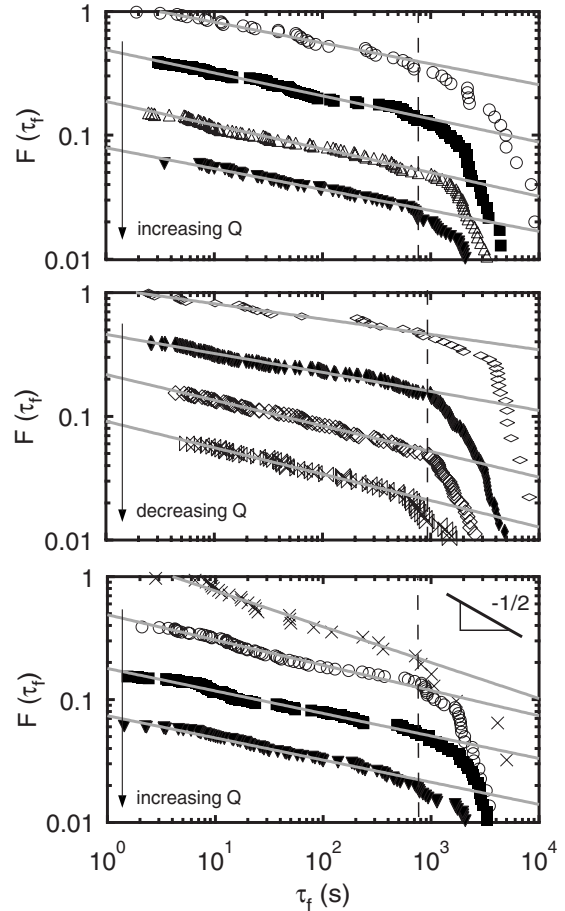 1
0.1
0.01
F (τf)
increasing Q
1
0.1
0.01
F (τf)
decreasing Q
1
0.1
0.01
F (τf)
-1/2
increasing Q
10^0 10^1 10^2 10^3 10^4
τf (s)